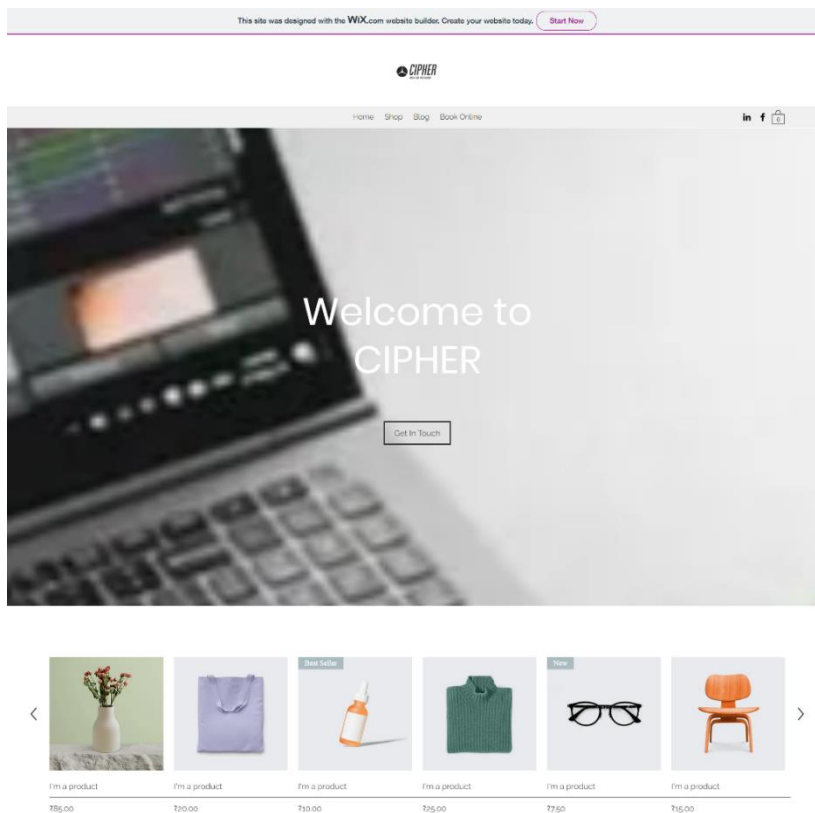 This site was designed with the WiX.com website builder. Create your website today. Start Now
CIPHER
Home Shop Blog Book Online
in f 0
Welcome to
CIPHER
Get In Touch
Best Seller New
I'm a product I'm a product I'm a product I'm a product I'm a product I'm a product
₹85.00 ₹20.00 ₹10.00 ₹25.00 ₹7.50 ₹15.00